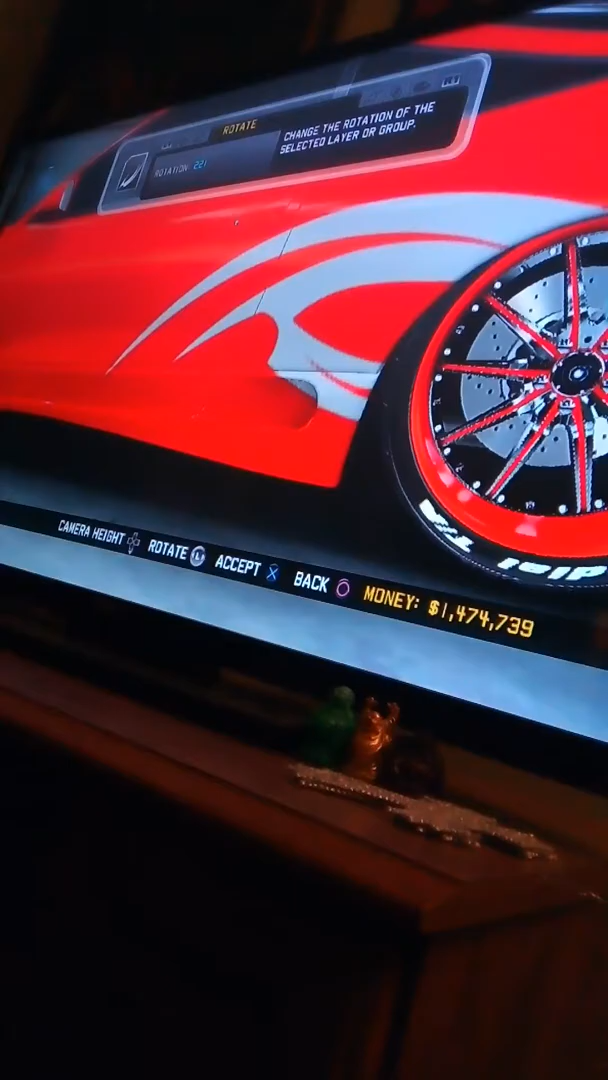 ROTATE
CHANGE THE ROTATION OF THE
SELECTED LAYER OR GROUP.
ROTATION 221
CAMERA HEIGHT
ROTATE L
ACCEPT
BACK
MONEY: $1,474,739